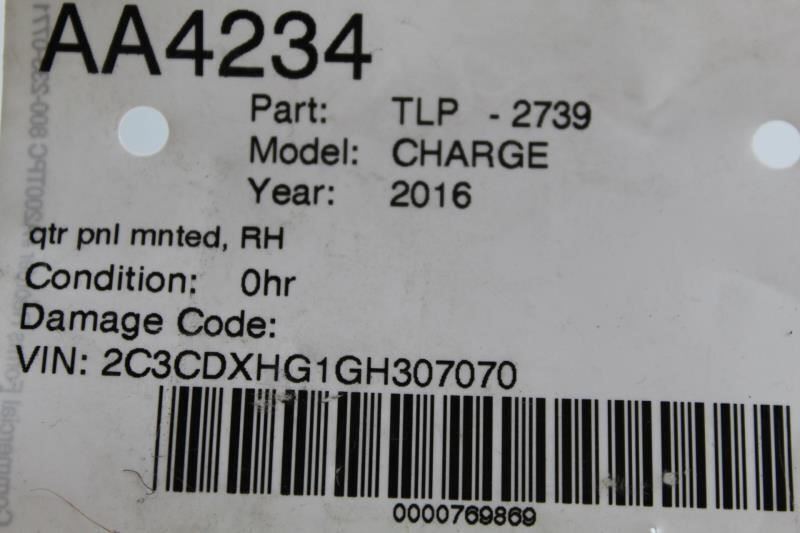 AA4234
Part: TLP - 2739
Model: CHARGE
Year: 2016
qtr pnl mnted, RH
Condition: 0hr
Damage Code:
VIN: 2C3CDXHG1GH307070
0000769869